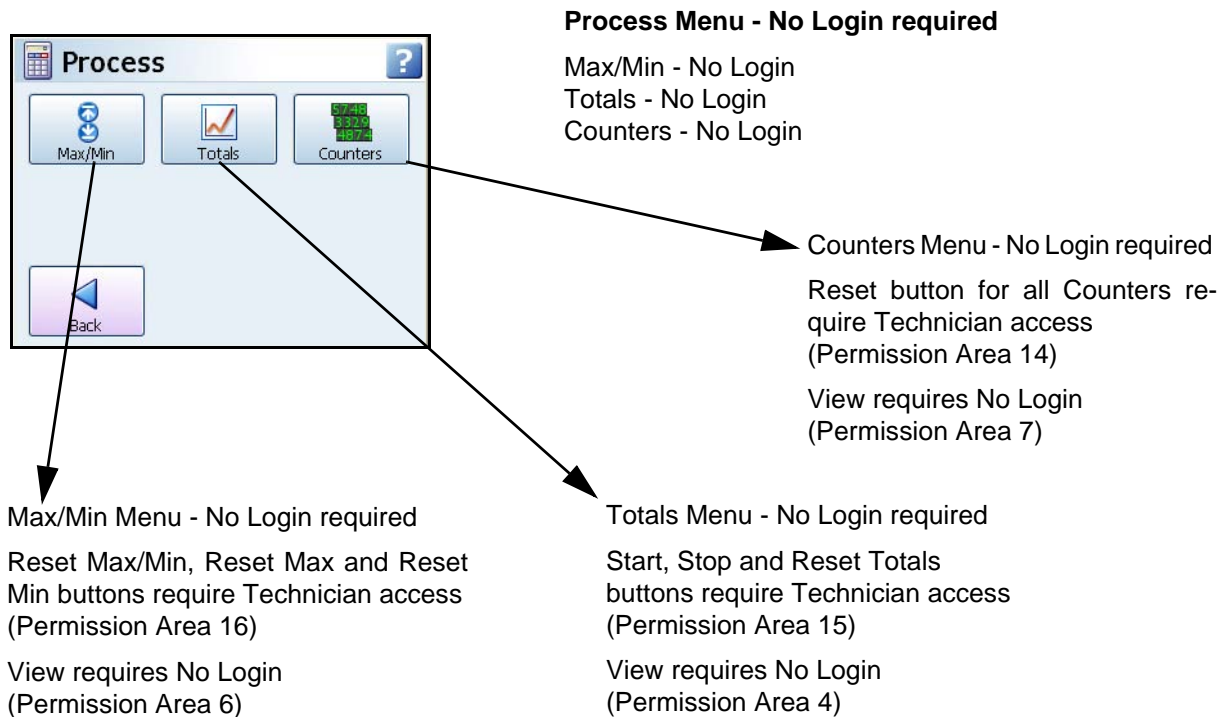 Process Menu - No Login required
Max/Min - No Login
Totals - No Login
Counters - No Login
Process
?
Max/Min
Totals
5748
3329
4874
Counters
Back
Counters Menu - No Login required
Reset button for all Counters re-
quire Technician access
(Permission Area 14)
View requires No Login
(Permission Area 7)
Max/Min Menu - No Login required
Reset Max/Min, Reset Max and Reset
Min buttons require Technician access
(Permission Area 16)
View requires No Login
(Permission Area 6)
Totals Menu - No Login required
Start, Stop and Reset Totals
buttons require Technician access
(Permission Area 15)
View requires No Login
(Permission Area 4)